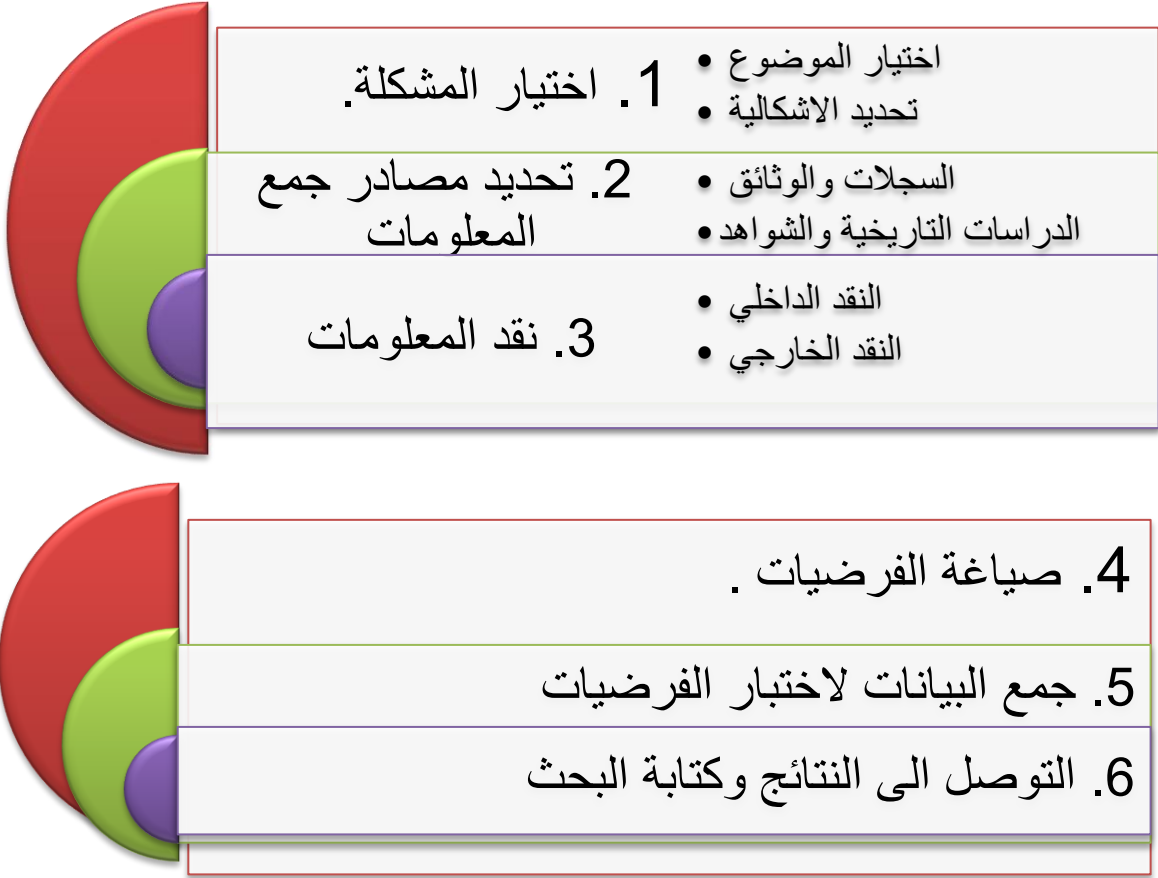 1. اختيار المشكلة.
• اختيار الموضوع
• تحديد الاشكالية
2. تحديد مصادر جمع
المعلومات
• السجلات والوثائق
• الدراسات التاريخية والشواهد
3. نقد المعلومات
• النقد الداخلي
• النقد الخارجي
4. صياغة الفرضيات .
5. جمع البيانات لاختبار الفرضيات
6. التوصل الى النتائج وكتابة البحث